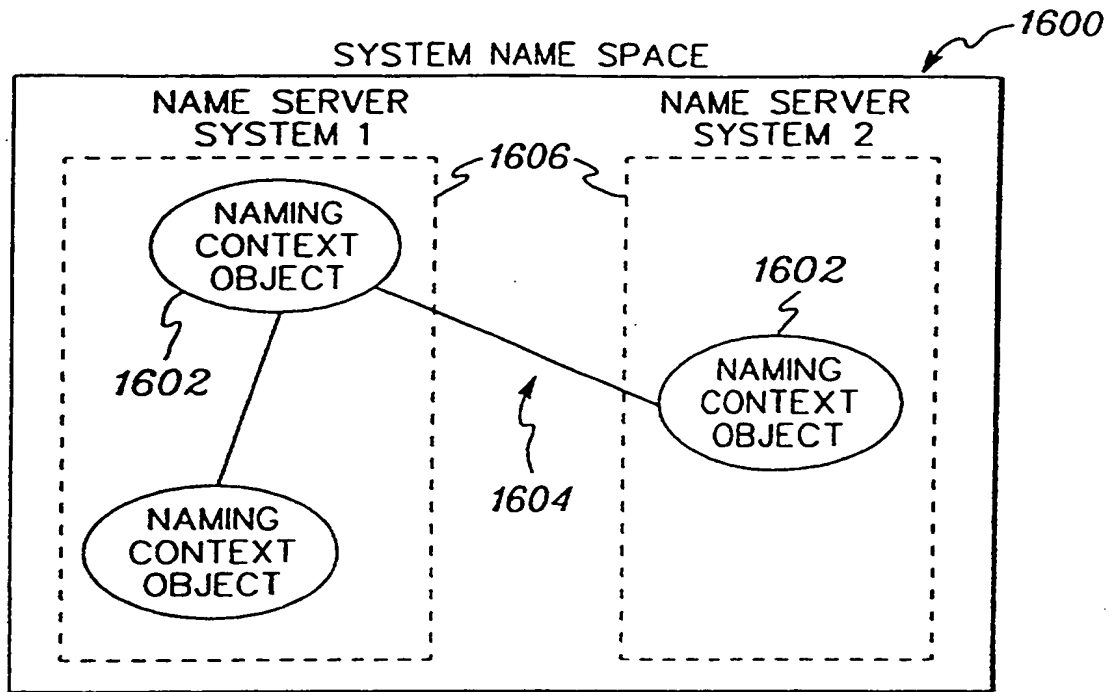 1600
SYSTEM NAME SPACE
NAME SERVER
SYSTEM 1
NAME SERVER
SYSTEM 2
1606
NAMING
CONTEXT
OBJECT
1602
1602
NAMING
CONTEXT
OBJECT
1604
NAMING
CONTEXT
OBJECT